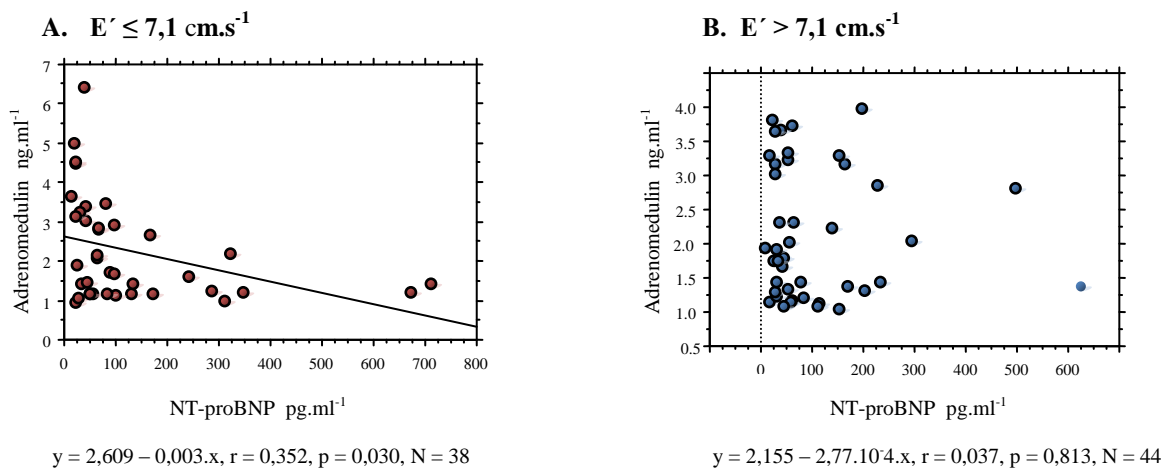 A. E´ ≤ 7,1 cm.s-1
7
6
5
4
3
2
1
0
Adrenomedulin ng.ml-1
0 100 200 300 400 500 600 700 800
NT-proBNP pg.ml-1
y = 2,609 – 0,003.x, r = 0,352, p = 0,030, N = 38
B. E´ > 7,1 cm.s-1
4.0
3.5
3.0
2.5
2.0
1.5
1.0
0.5
Adrenomedulin ng.ml-1
0 100 200 300 400 500 600
NT-proBNP pg.ml-1
y = 2,155 – 2,77.10-4.x, r = 0,037, p = 0,813, N = 44